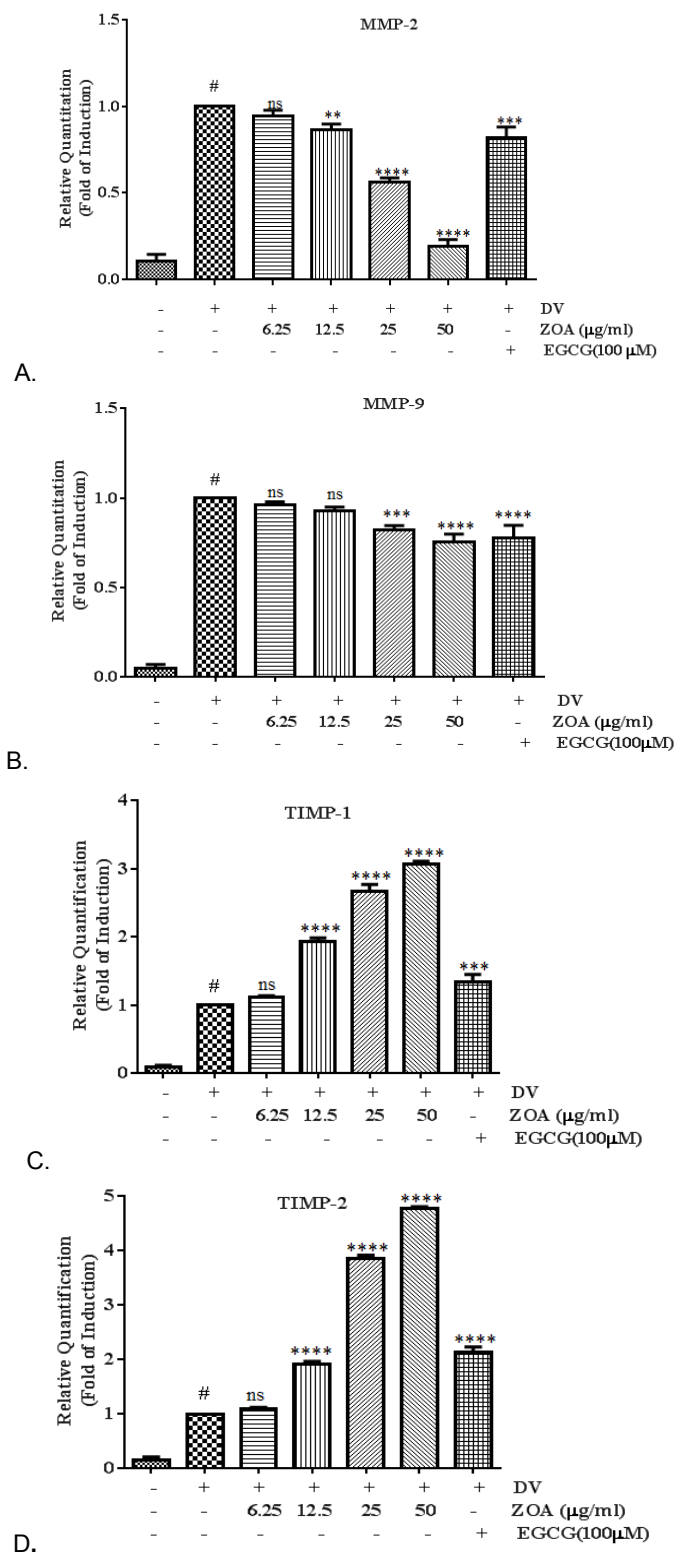 MMP-2
Relative Quantitation
(Fold of Induction)
1.5
1.0
0.5
0.0
# ns ** **** **** ***
- + + + + + + DV
- - 6.25 12.5 25 50 - ZOA (μg/ml)
- - - - - - + EGCG(100 μM)
A.
MMP-9
Relative Quantitation
(Fold of Induction)
1.5
1.0
0.5
0.0
# ns ns *** **** ****
- + + + + + + DV
- - 6.25 12.5 25 50 - ZOA (μg/ml)
- - - - - - + EGCG(100μM)
B.
TIMP-1
Relative Quantification
(Fold of Induction)
4
3
2
1
0
# ns **** **** **** ***
- + + + + + + DV
- - 6.25 12.5 25 50 - ZOA (μg/ml)
- - - - - - + EGCG(100μM)
C.
TIMP-2
Relative Quantification
(Fold of Induction)
5
4
3
2
1
0
# ns **** **** **** ****
- + + + + + + DV
- - 6.25 12.5 25 50 - ZOA (μg/ml)
- - - - - - + EGCG(100μM)
D.